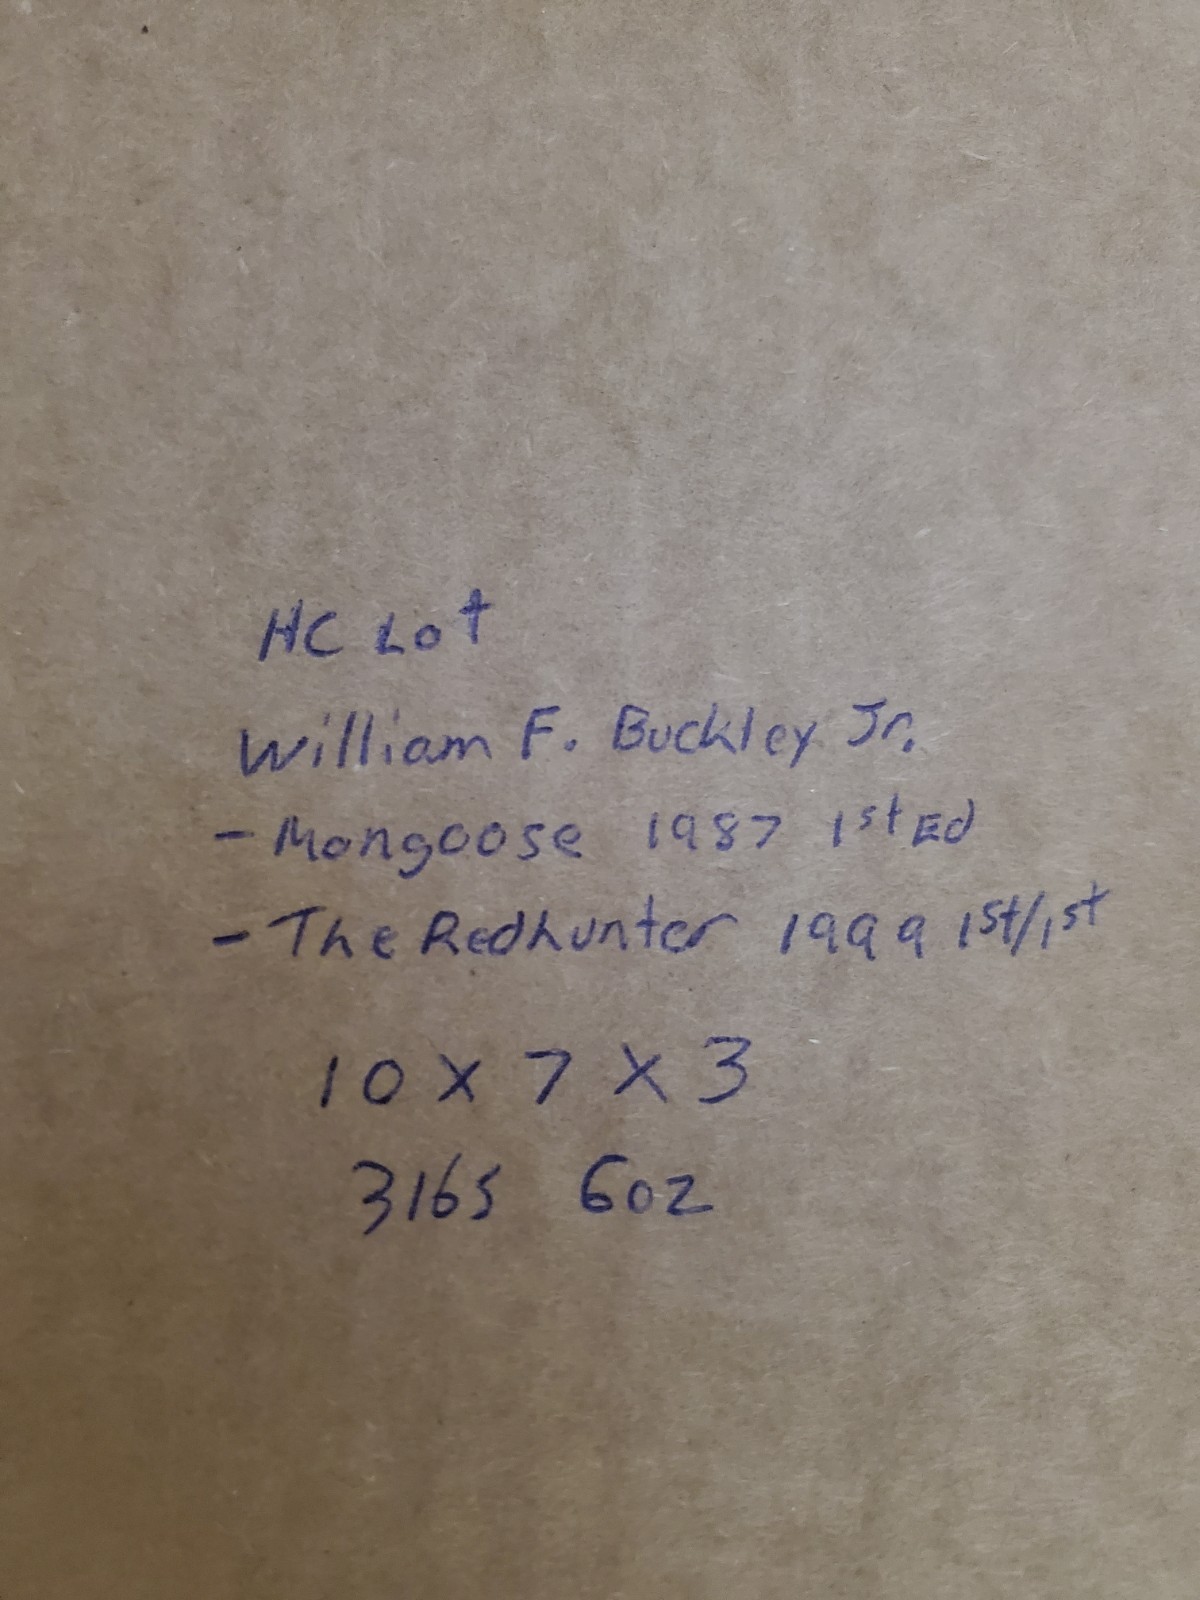 HC Lot
William F. Buckley Jr.
- Mongoose 1987 1st Ed
- The Redhunter 1999 1st/1st
10 x 7 x 3
3lbs 6oz